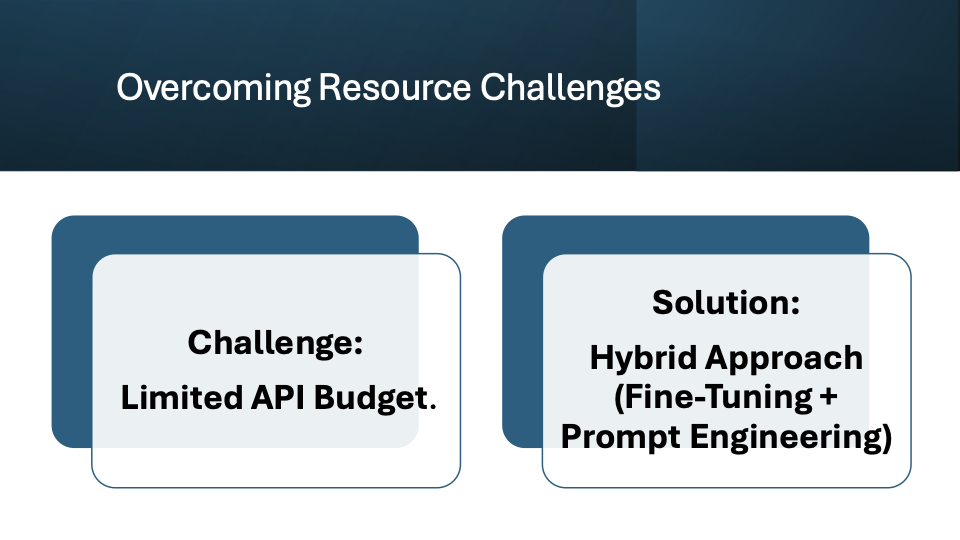 Overcoming Resource Challenges
Challenge:
Limited API Budget.
Solution:
Hybrid Approach
(Fine-Tuning +
Prompt Engineering)